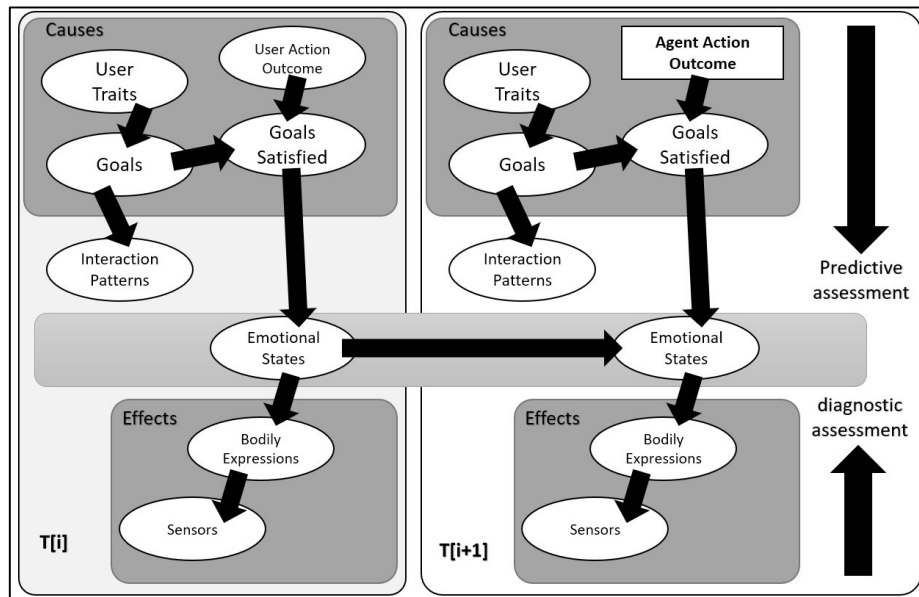 Causes
User
Traits
User Action
Outcome
Goals
Goals
Satisfied
Interaction
Patterns
Emotional
States
Effects
Bodily
Expressions
Sensors
T[i]
Causes
User
Traits
Agent Action
Outcome
Goals
Goals
Satisfied
Interaction
Patterns
Emotional
States
Effects
Bodily
Expressions
Sensors
T[i+1]
Predictive
assessment
diagnostic
assessment